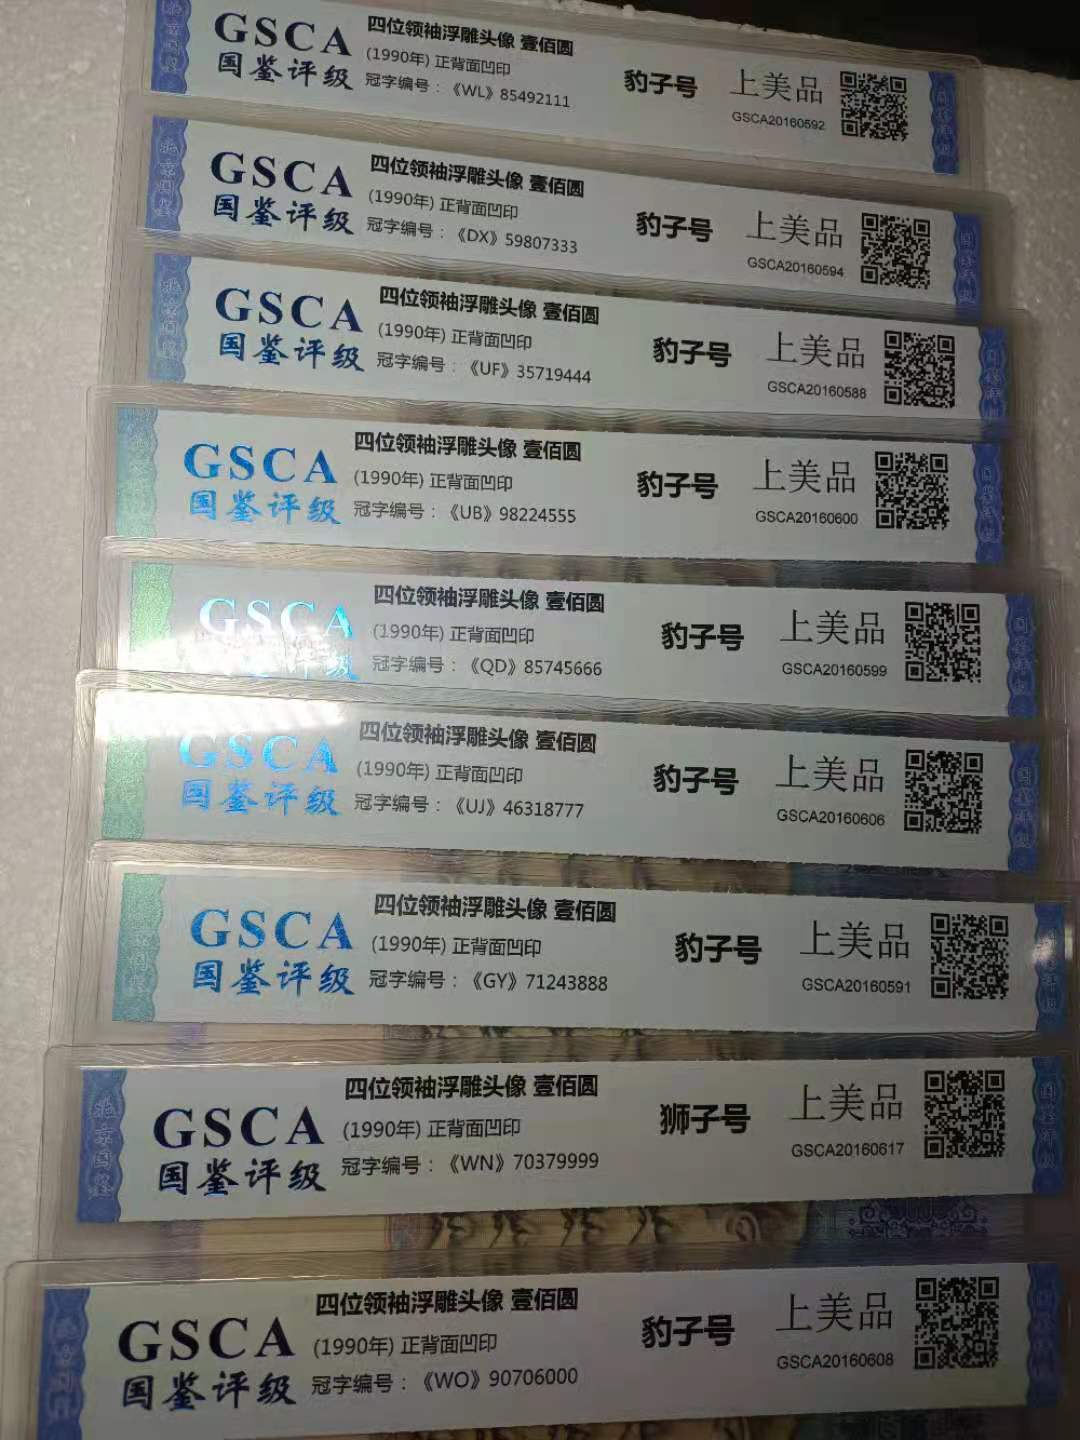 GSCA
国鉴评级
四位领袖浮雕头像 壹佰圆
(1990年) 正背面凹印
冠字编号：《WL》85492111
豹子号
上美品
GSCA20160592
GSCA
国鉴评级
四位领袖浮雕头像 壹佰圆
(1990年) 正背面凹印
冠字编号：《DX》59807333
豹子号
上美品
GSCA20160594
GSCA
国鉴评级
四位领袖浮雕头像 壹佰圆
(1990年) 正背面凹印
冠字编号：《UF》35719444
豹子号
上美品
GSCA20160588
GSCA
国鉴评级
四位领袖浮雕头像 壹佰圆
(1990年) 正背面凹印
冠字编号：《UB》98224555
豹子号
上美品
GSCA20160600
GSCA
四位领袖浮雕头像 壹佰圆
(1990年) 正背面凹印
冠字编号：《QD》85745666
豹子号
上美品
GSCA20160599
GSCA
国鉴评级
四位领袖浮雕头像 壹佰圆
(1990年) 正背面凹印
冠字编号：《UJ》46318777
豹子号
上美品
GSCA20160606
GSCA
国鉴评级
四位领袖浮雕头像 壹佰圆
(1990年) 正背面凹印
冠字编号：《GY》71243888
豹子号
上美品
GSCA20160591
GSCA
国鉴评级
四位领袖浮雕头像 壹佰圆
(1990年) 正背面凹印
冠字编号：《WN》70379999
狮子号
上美品
GSCA20160617
GSCA
国鉴评级
四位领袖浮雕头像 壹佰圆
(1990年) 正背面凹印
冠字编号：《WO》90706000
豹子号
上美品
GSCA20160608